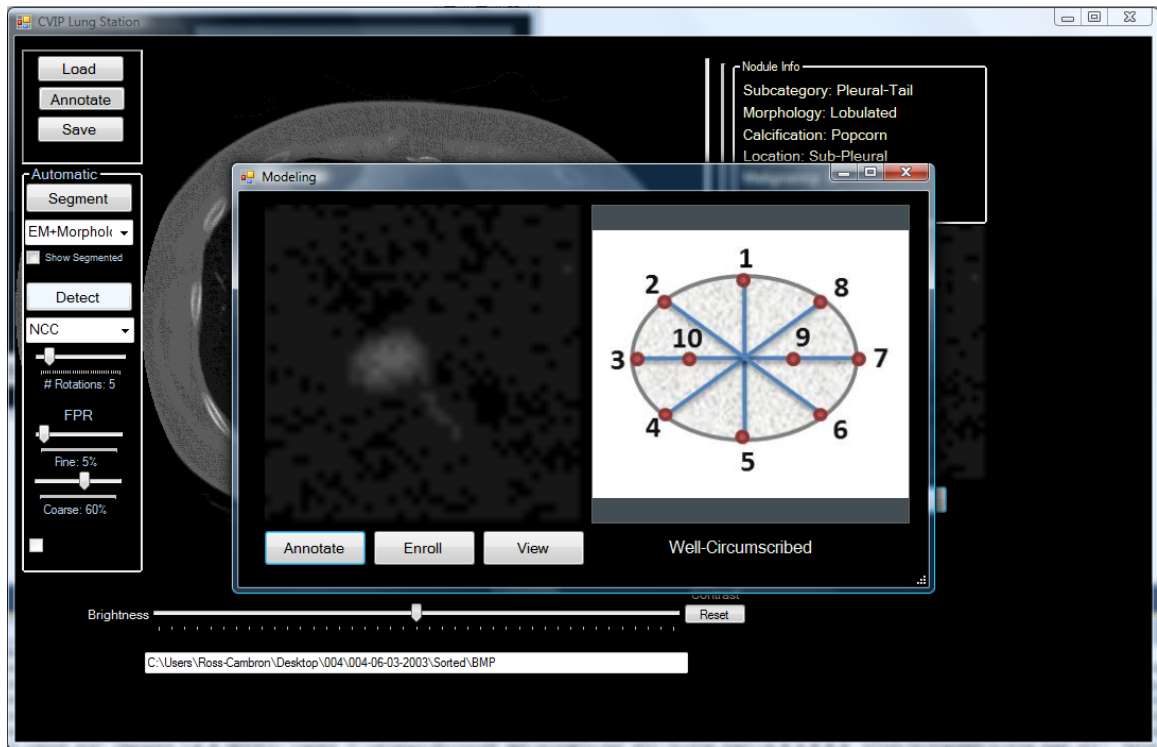 CVIP Lung Station
Load
Annotate
Save
Automatic
Segment
EM+Morpholo
Show Segmented
Detect
NCC
# Rotations: 5
FPR
Fine: 5%
Coarse: 60%
Nodule Info
Subcategory: Pleural-Tail
Morphology: Lobulated
Calcification: Popcorn
Location: Sub-Pleural
Malignancy
Modeling
1
2
8
10
9
3
7
4
6
5
Annotate
Enroll
View
Well-Circumscribed
Contrast
Brightness
Reset
C:\Users\Ross-Cambron\Desktop\004\004-06-03-2003\Sorted\BMP